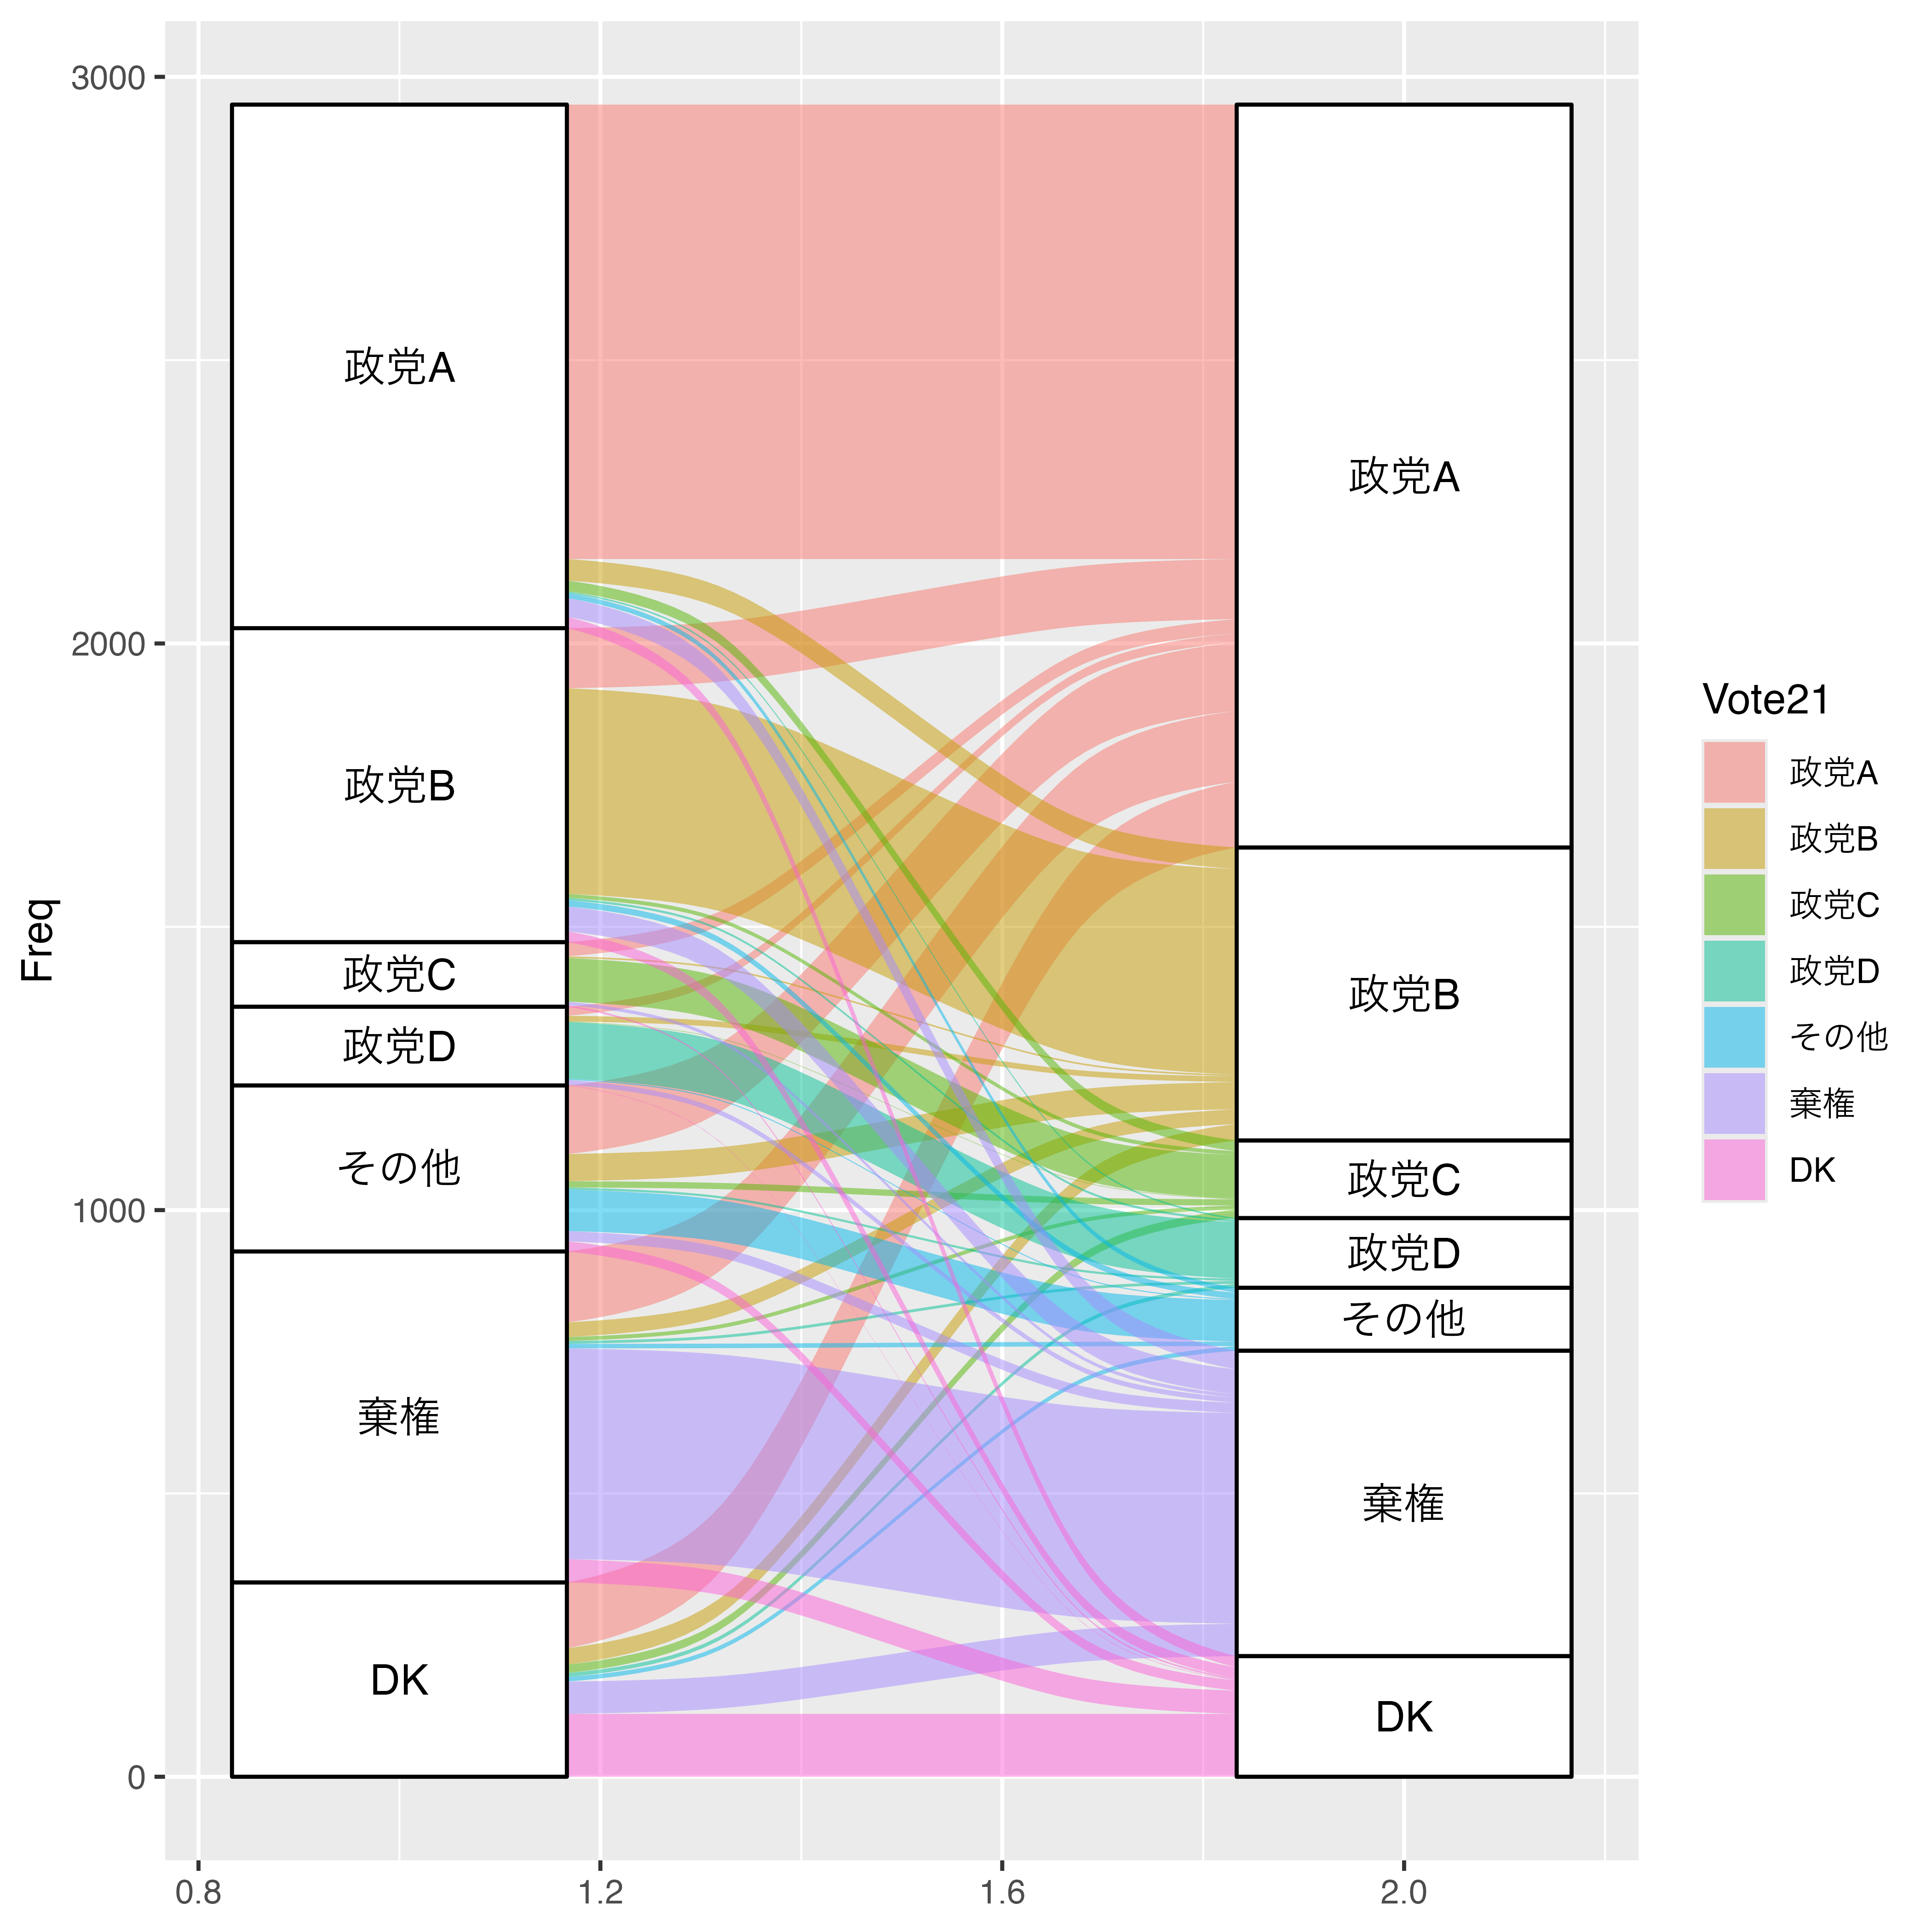 Freq
3000
2000
1000
0
0.8
1.2
1.6
2.0
政党A
政党B
政党C
政党D
その他
棄権
DK
政党A
政党B
政党C
政党D
その他
棄権
DK
Vote21
政党A
政党B
政党C
政党D
その他
棄権
DK